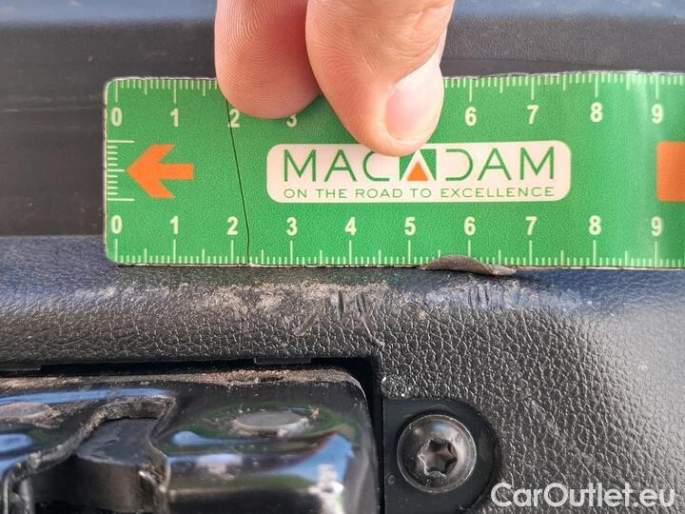 0 1 2 3 6 7 8 9
MACADAM
ON THE ROAD TO EXCELLENCE
0 1 2 3 4 5 6 7 8 9
CarOutlet.eu